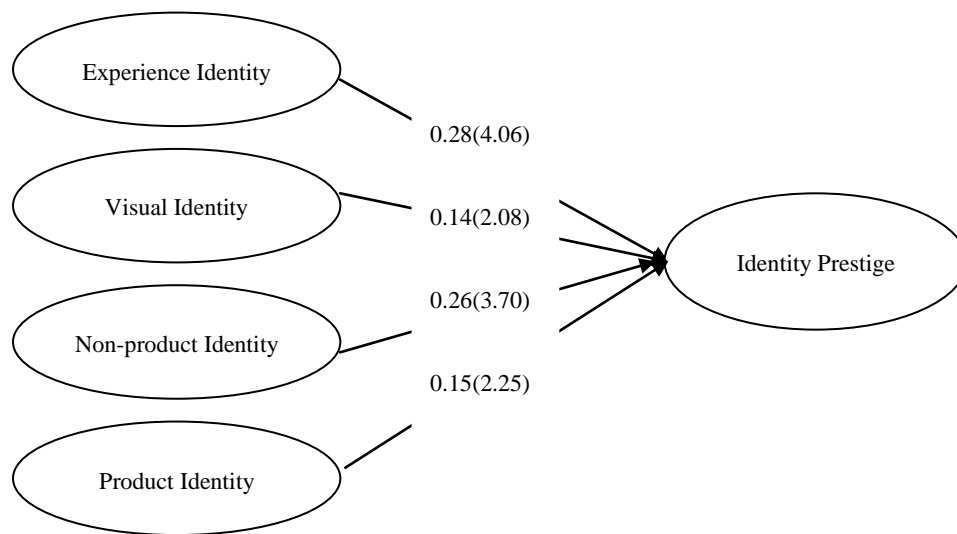 Experience Identity
0.28(4.06)
Visual Identity
0.14(2.08)
Identity Prestige
0.26(3.70)
Non-product Identity
0.15(2.25)
Product Identity